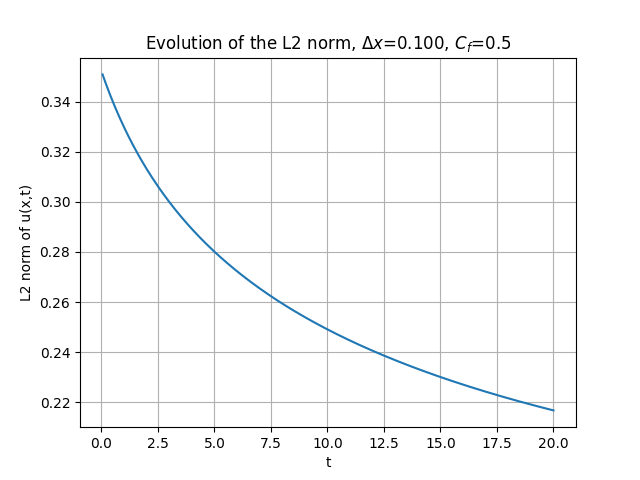 Evolution of the L2 norm, Δx=0.100, C_f=0.5
L2 norm of u(x,t)
0.34
0.32
0.30
0.28
0.26
0.24
0.22
0.0 2.5 5.0 7.5 10.0 12.5 15.0 17.5 20.0
t